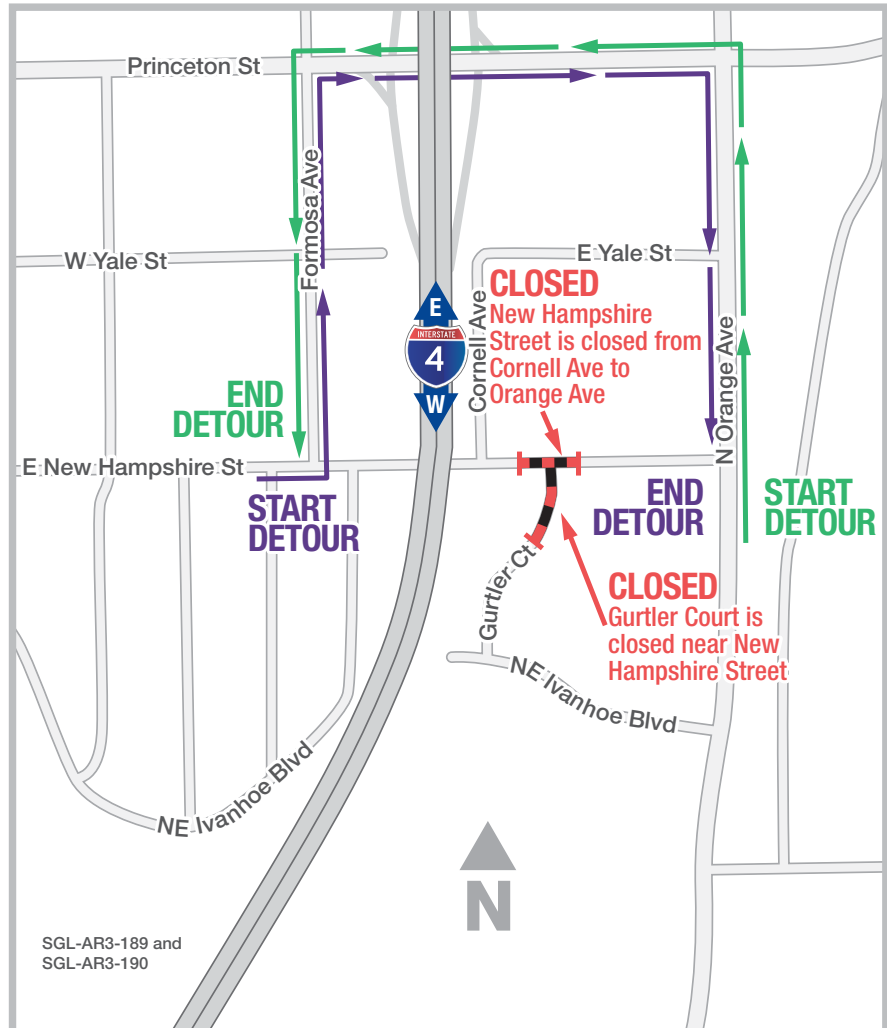 Princeton St
Formosa Ave
W Yale St
E Yale St
E
INTERSTATE
4
W
Cornell Ave
CLOSED
New Hampshire
Street is closed from
Cornell Ave to
Orange Ave
N Orange Ave
END
DETOUR
E New Hampshire St
START
DETOUR
END
DETOUR
START
DETOUR
Gurtler Ct
CLOSED
Gurtler Court is
closed near New
Hampshire Street
NE Ivanhoe Blvd
NE Ivanhoe Blvd
N
SGL-AR3-189 and
SGL-AR3-190